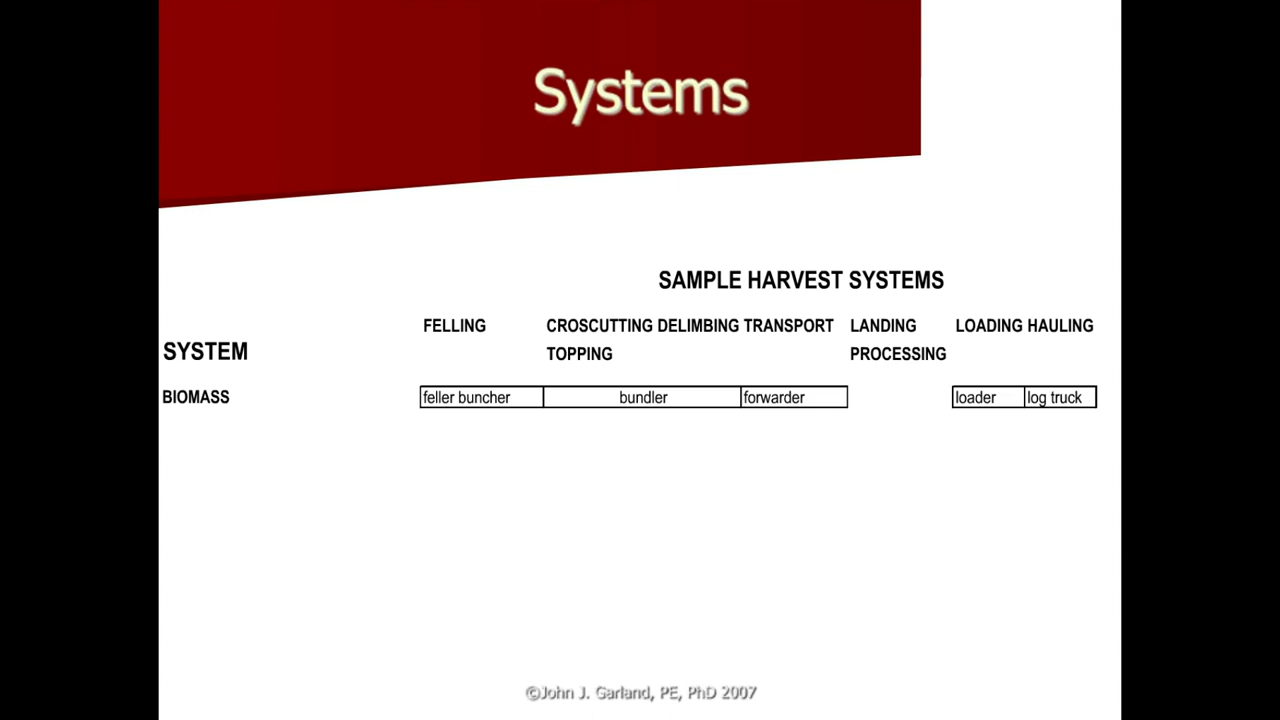 Systems
SAMPLE HARVEST SYSTEMS
FELLING CROSCUTTING DELIMBING TRANSPORT LANDING LOADING HAULING
SYSTEM TOPPING PROCESSING
BIOMASS feller buncher bundler forwarder loader log truck
©John J. Garland, PE, PhD 2007